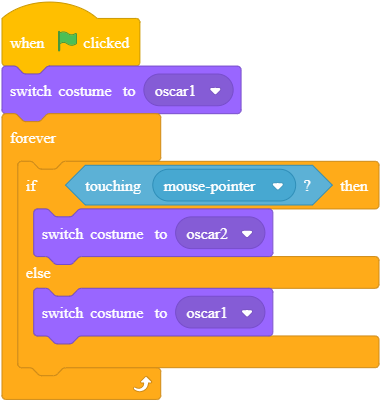 when clicked
switch costume to oscar1
forever
if touching mouse-pointer ? then
switch costume to oscar2
else
switch costume to oscar1